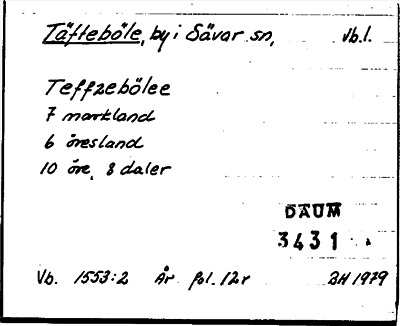 Täfteböle, by i Sävar sn, Vb.l.
Teffzebölee
7 markland
6 öresland
10 öre, 8 daler
DAUM
3431
Vb. 1553:2 År fol. 12r BH 1979